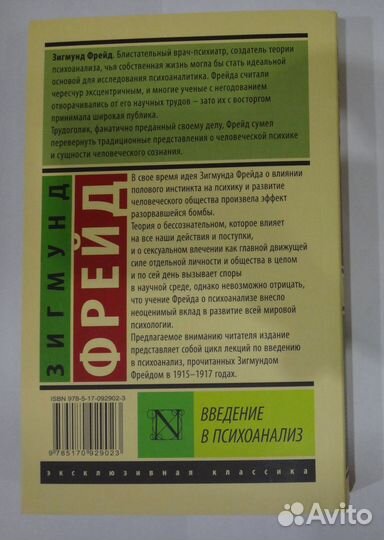 Зигмунд Фрейд. Блистательный врач-психиатр, создатель теории
психоанализа, чья собственная жизнь могла бы стать идеальной
основой для исследования психоаналитика. Фрейда считали
чересчур эксцентричным, и многие ученые с негодованием
отворачивались от его научных трудов – зато их с восторгом
принимала широкая публика.
Трудоголик, фанатично преданный своему делу, Фрейд сумел
перевернуть традиционные представления о человеческой психике
и сущности человеческого сознания.
ЗИГМУНД
ФРЕЙД
В свое время идея Зигмунда Фрейда о влиянии
полового инстинкта на психику и развитие
человеческого общества произвела эффект
разорвавшейся бомбы.
Теория о бессознательном, которое влияет
на все наши действия и поступки,
и о сексуальном влечении как главной движущей
силе отдельной личности и общества в целом
и по сей день вызывает споры
в научной среде, однако невозможно отрицать,
что учение Фрейда о психоанализе внесло
неоценимый вклад в развитие всей мировой
психологии.
Предлагаемое вниманию читателя издание
представляет собой цикл лекций по введению
в психоанализ, прочитанных Зигмундом
Фрейдом в 1915–1917 годах.
ISBN 978-5-17-092902-3
9 785170 929023
N
ВВЕДЕНИЕ
В ПСИХОАНАЛИЗ
эксклюзивная классика
Avito